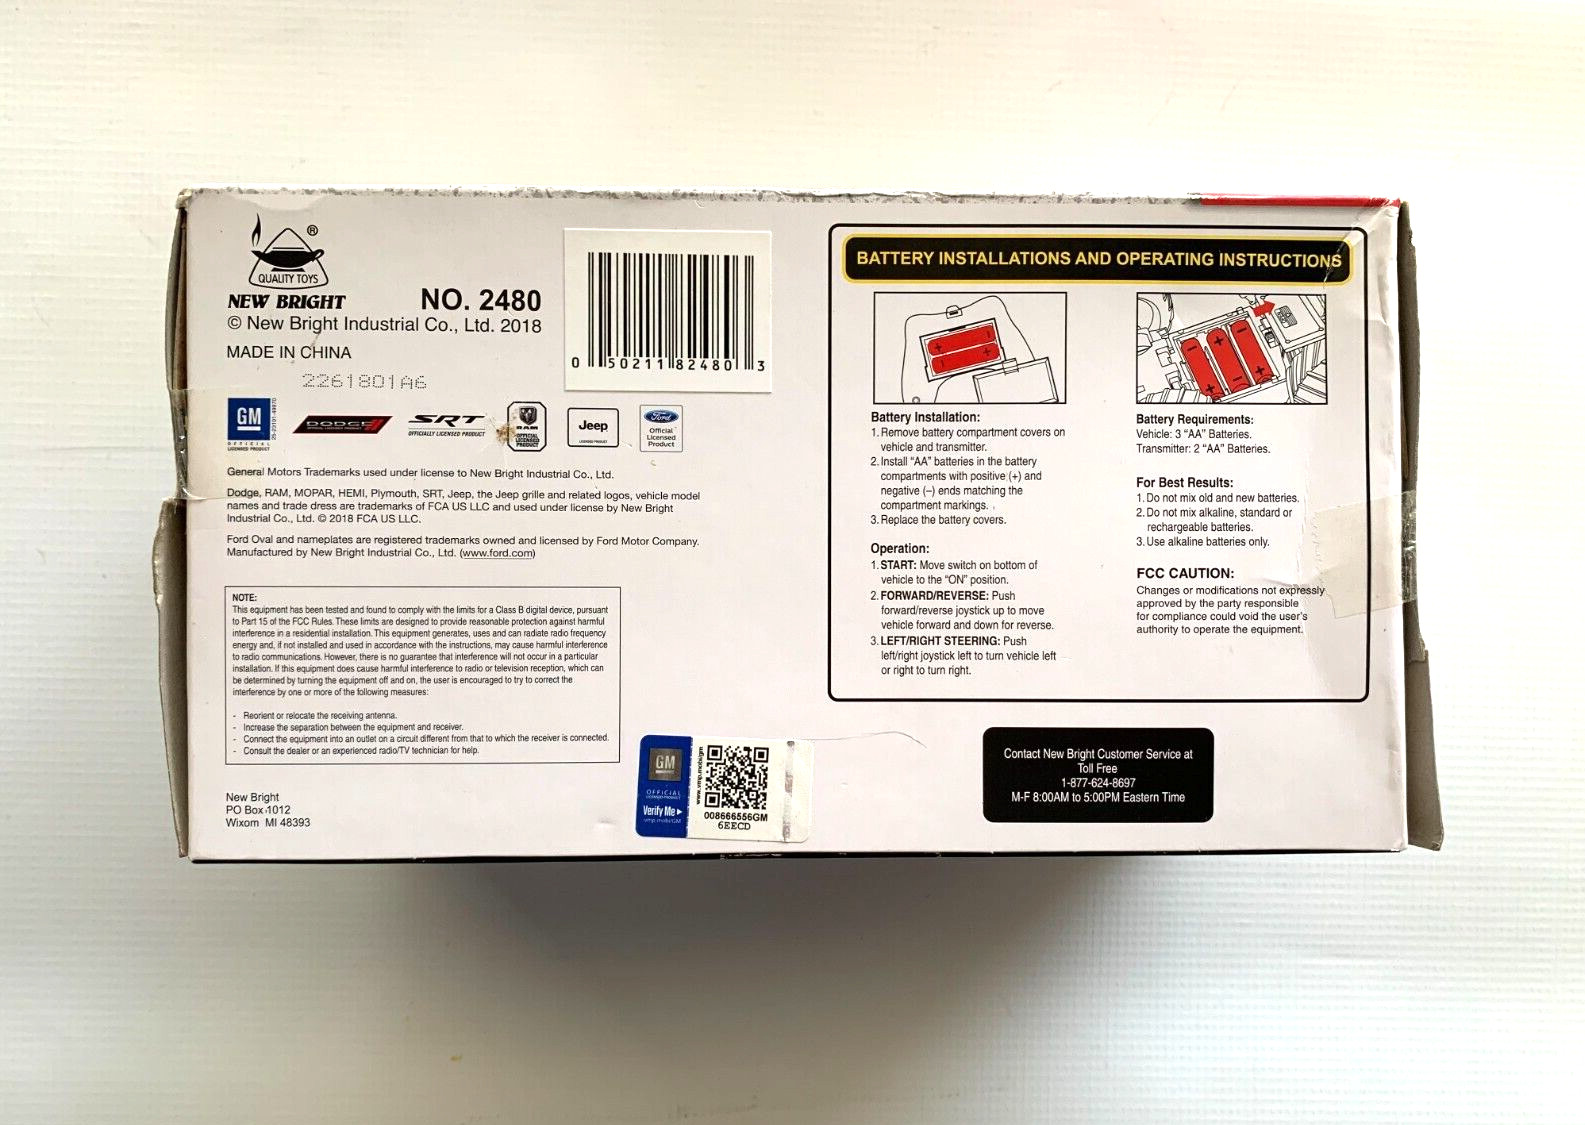 ®
QUALITY TOYS
NEW BRIGHT
NO. 2480
© New Bright Industrial Co., Ltd. 2018
MADE IN CHINA
2261801A6
0 50211 82480 3
GM
OFFICIAL
LICENSED PRODUCT
DODGE
OFFICIAL LICENSED PRODUCT
SRT
OFFICIALLY LICENSED PRODUCT
RAM
OFFICIAL
LICENSED
PRODUCT
Jeep
LICENSED PRODUCT
Ford
Official
Licensed
Product
General Motors Trademarks used under license to New Bright Industrial Co., Ltd.
Dodge, RAM, MOPAR, HEMI, Plymouth, SRT, Jeep, the Jeep grille and related logos, vehicle model
names and trade dress are trademarks of FCA US LLC and used under license by New Bright
Industrial Co., Ltd. © 2018 FCA US LLC.
Ford Oval and nameplates are registered trademarks owned and licensed by Ford Motor Company.
Manufactured by New Bright Industrial Co., Ltd. (www.ford.com)
NOTE:
This equipment has been tested and found to comply with the limits for a Class B digital device, pursuant
to Part 15 of the FCC Rules. These limits are designed to provide reasonable protection against harmful
interference in a residential installation. This equipment generates, uses and can radiate radio frequency
energy and, if not installed and used in accordance with the instructions, may cause harmful interference
to radio communications. However, there is no guarantee that interference will not occur in a particular
installation. If this equipment does cause harmful interference to radio or television reception, which can
be determined by turning the equipment off and on, the user is encouraged to try to correct the
interference by one or more of the following measures:
- Reorient or relocate the receiving antenna.
- Increase the separation between the equipment and receiver.
- Connect the equipment into an outlet on a circuit different from that to which the receiver is connected.
- Consult the dealer or an experienced radio/TV technician for help.
New Bright
PO Box 1012
Wixom MI 48393
GM
OFFICIAL
LICENSED PRODUCT
Verify Me ▸
vmp.mobi/GM
www.vmp.mobi/gm
008666556GM
6EECD
BATTERY INSTALLATIONS AND OPERATING INSTRUCTIONS
Battery Installation:
1. Remove battery compartment covers on
vehicle and transmitter.
2. Install “AA” batteries in the battery
compartments with positive (+) and
negative (–) ends matching the
compartment markings.
3. Replace the battery covers.
Operation:
1. START: Move switch on bottom of
vehicle to the “ON” position.
2. FORWARD/REVERSE: Push
forward/reverse joystick up to move
vehicle forward and down for reverse.
3. LEFT/RIGHT STEERING: Push
left/right joystick left to turn vehicle left
or right to turn right.
Battery Requirements:
Vehicle: 3 “AA” Batteries.
Transmitter: 2 “AA” Batteries.
For Best Results:
1. Do not mix old and new batteries.
2. Do not mix alkaline, standard or
rechargeable batteries.
3. Use alkaline batteries only.
FCC CAUTION:
Changes or modifications not expressly
approved by the party responsible
for compliance could void the user's
authority to operate the equipment.
Contact New Bright Customer Service at
Toll Free
1-877-624-8697
M-F 8:00AM to 5:00PM Eastern Time